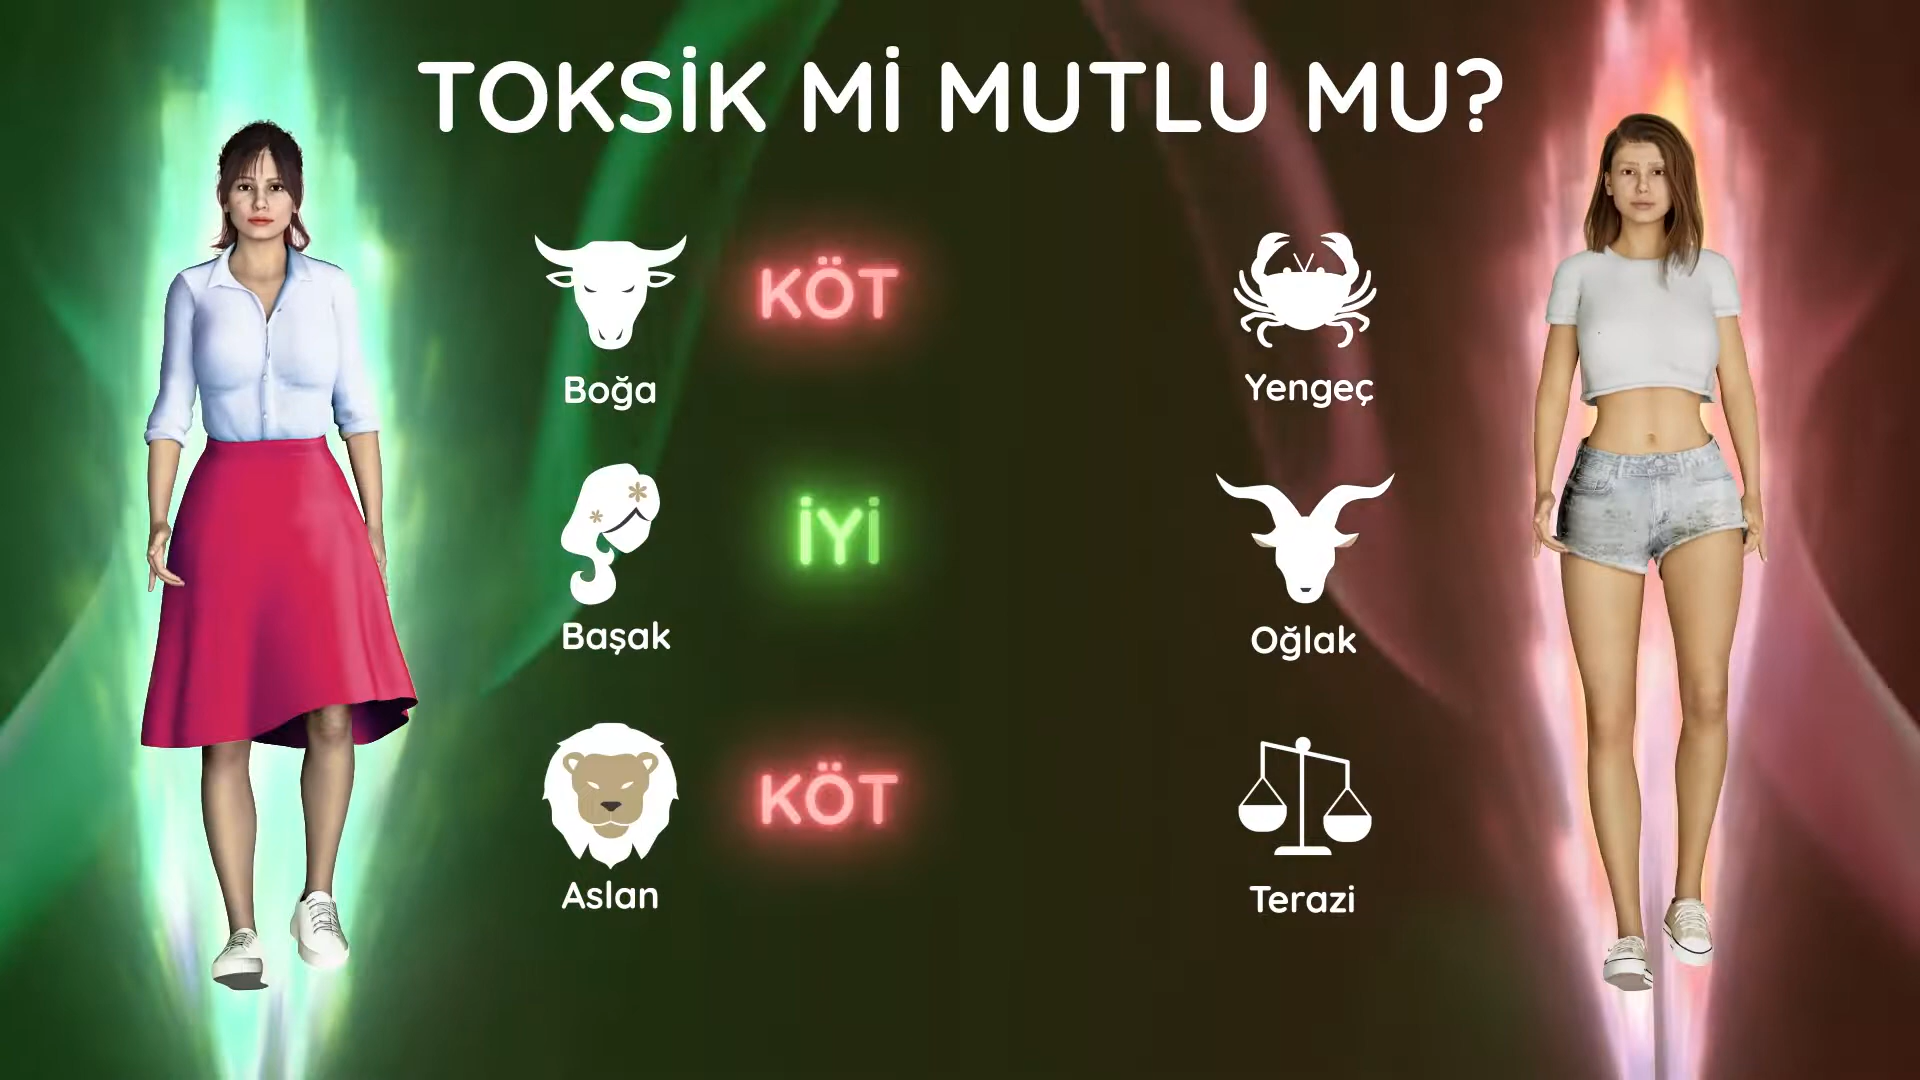 TOKSİK Mİ MUTLU MU?
KÖT
Boğa
Yengeç
İYİ
Başak
Oğlak
KÖT
Aslan
Terazi